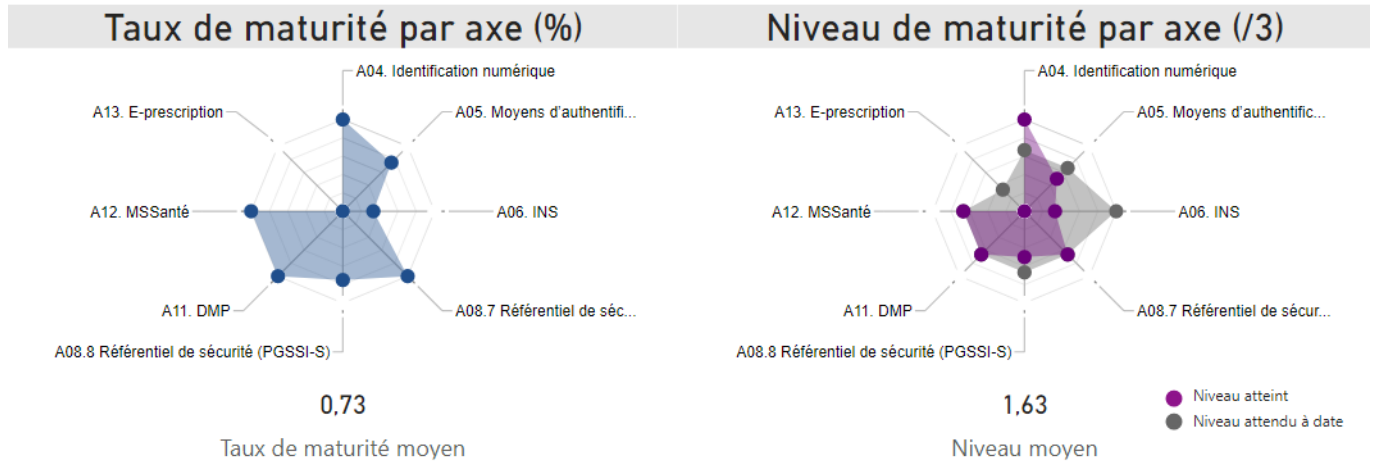 Taux de maturité par axe (%)
A04. Identification numérique
A13. E-prescription
A05. Moyens d'authentifi...
A12. MSSanté
A06. INS
A11. DMP
A08.7 Référentiel de séc...
A08.8 Référentiel de sécurité (PGSSI-S)
0,73
Taux de maturité moyen
Niveau de maturité par axe (/3)
A04. Identification numérique
A13. E-prescription
A05. Moyens d'authentific...
A12. MSSanté
A06. INS
A11. DMP
A08.7 Référentiel de sécur...
A08.8 Référentiel de sécurité (PGSSI-S)
1,63
Niveau moyen
Niveau atteint
Niveau attendu à date